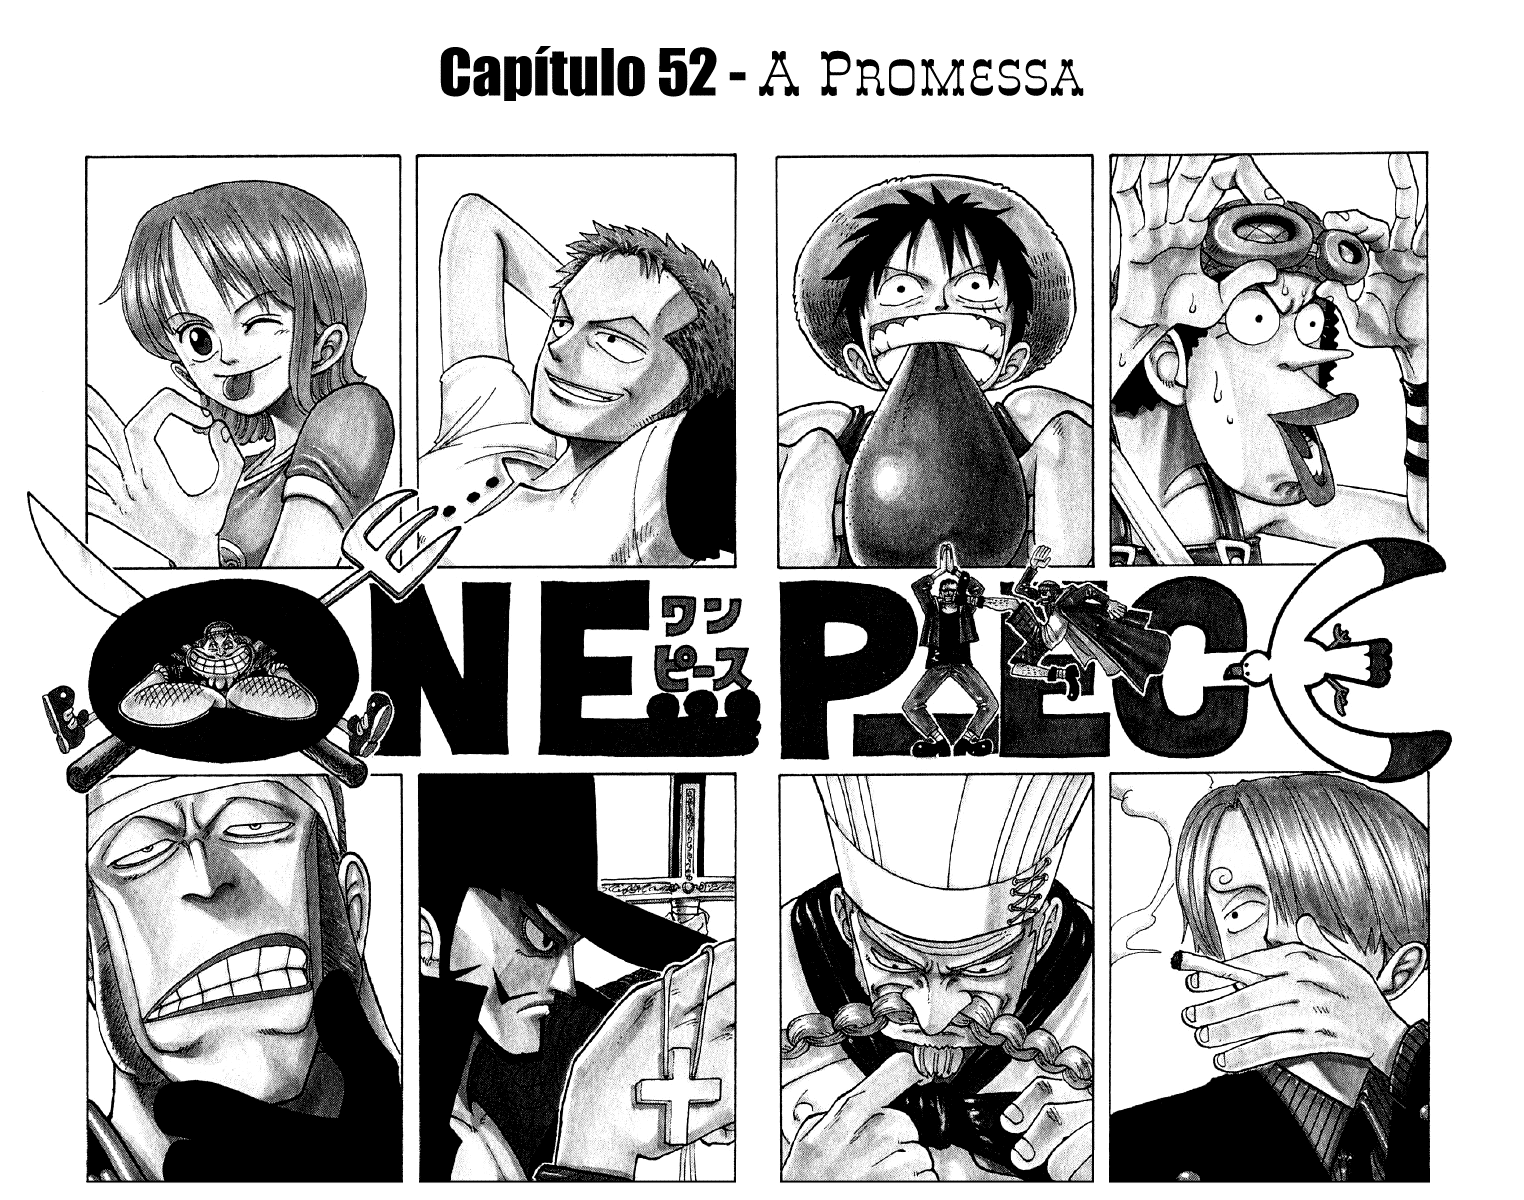 Capítulo 52 - A Promessa
ONE PIECE
ワン
ピース